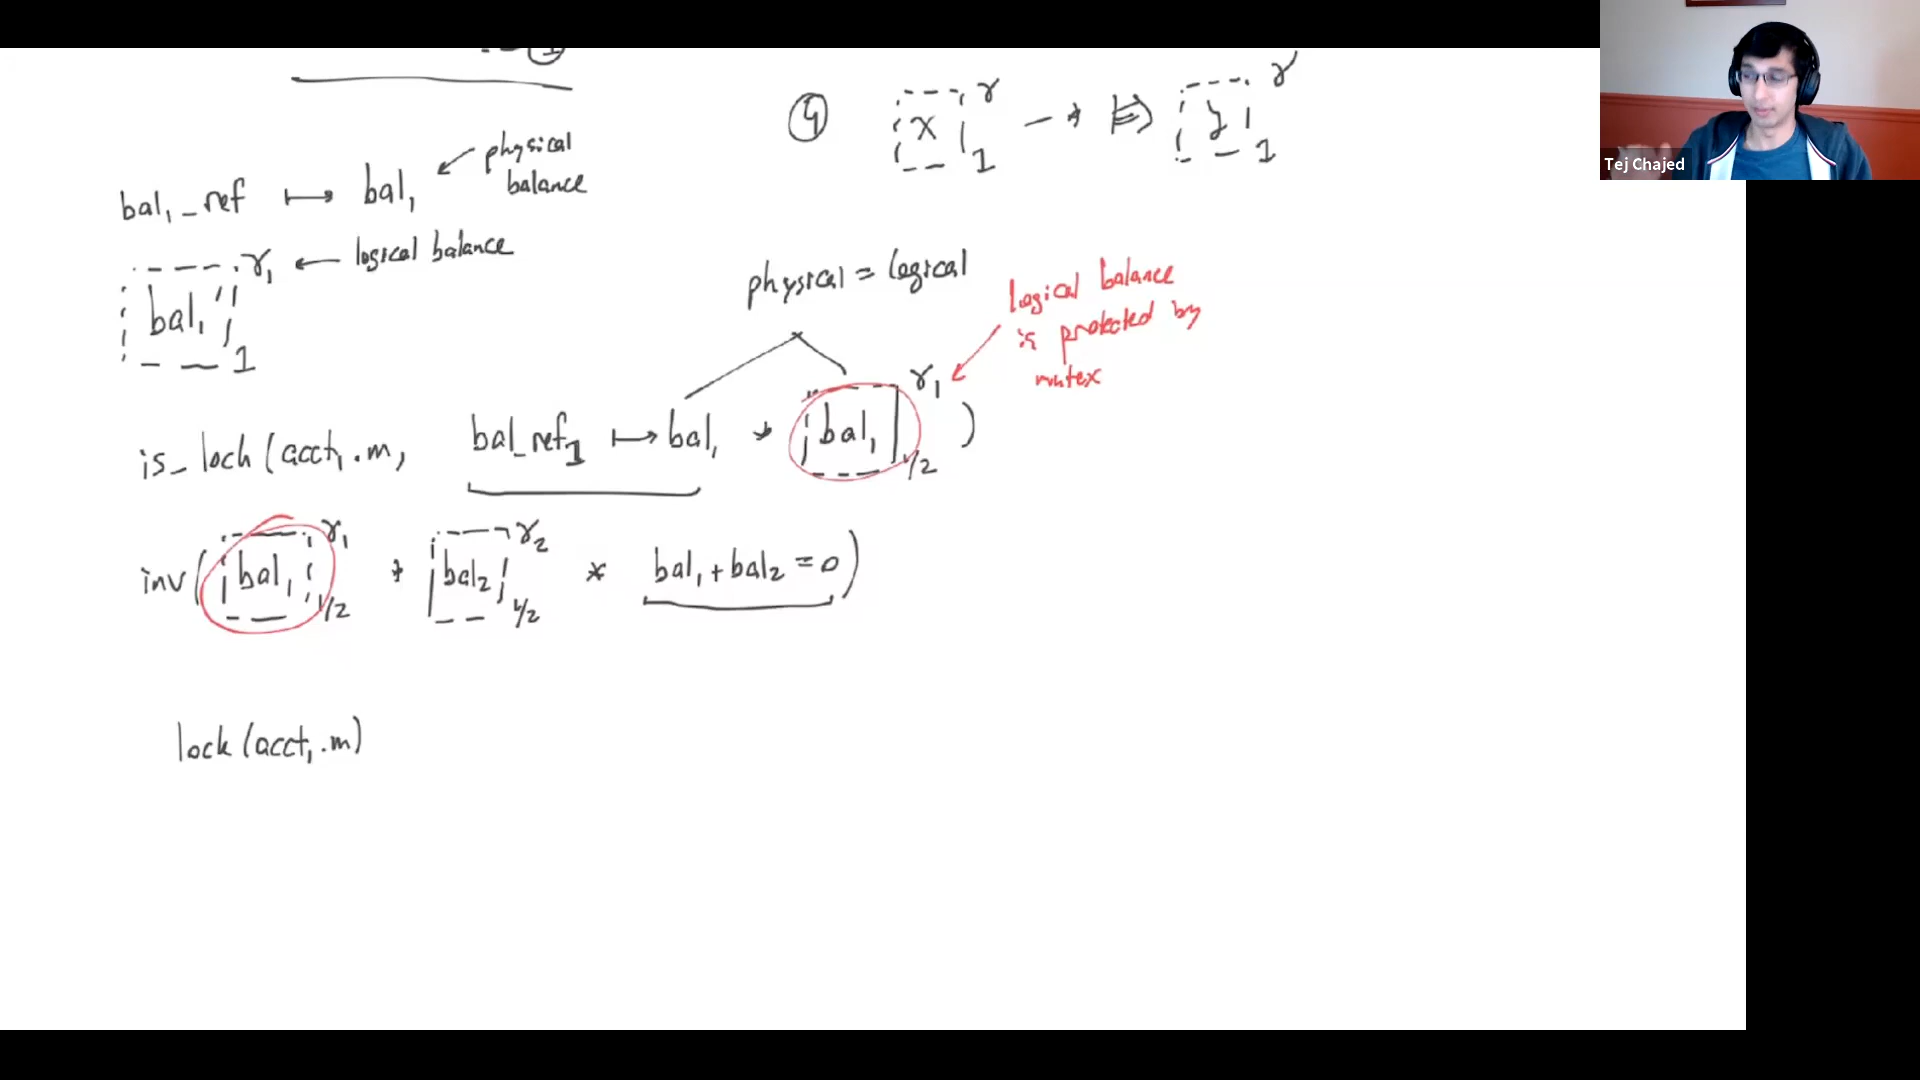 ④ x γ 1 -* ⇛ y γ 1
Tej Chajed
bal₁_ref ↦ bal₁ ← physical balance
bal₁' γ₁ 1 ← logical balance
physical = logical
logical balance
is protected by
mutex
is_lock (acct₁.m, bal_ref₁ ↦ bal₁ * bal₁ γ₁ 1/2 )
inv( bal₁ γ₁ 1/2 * bal₂ γ₂ 1/2 * bal₁ + bal₂ = 0 )
lock (acct₁.m)